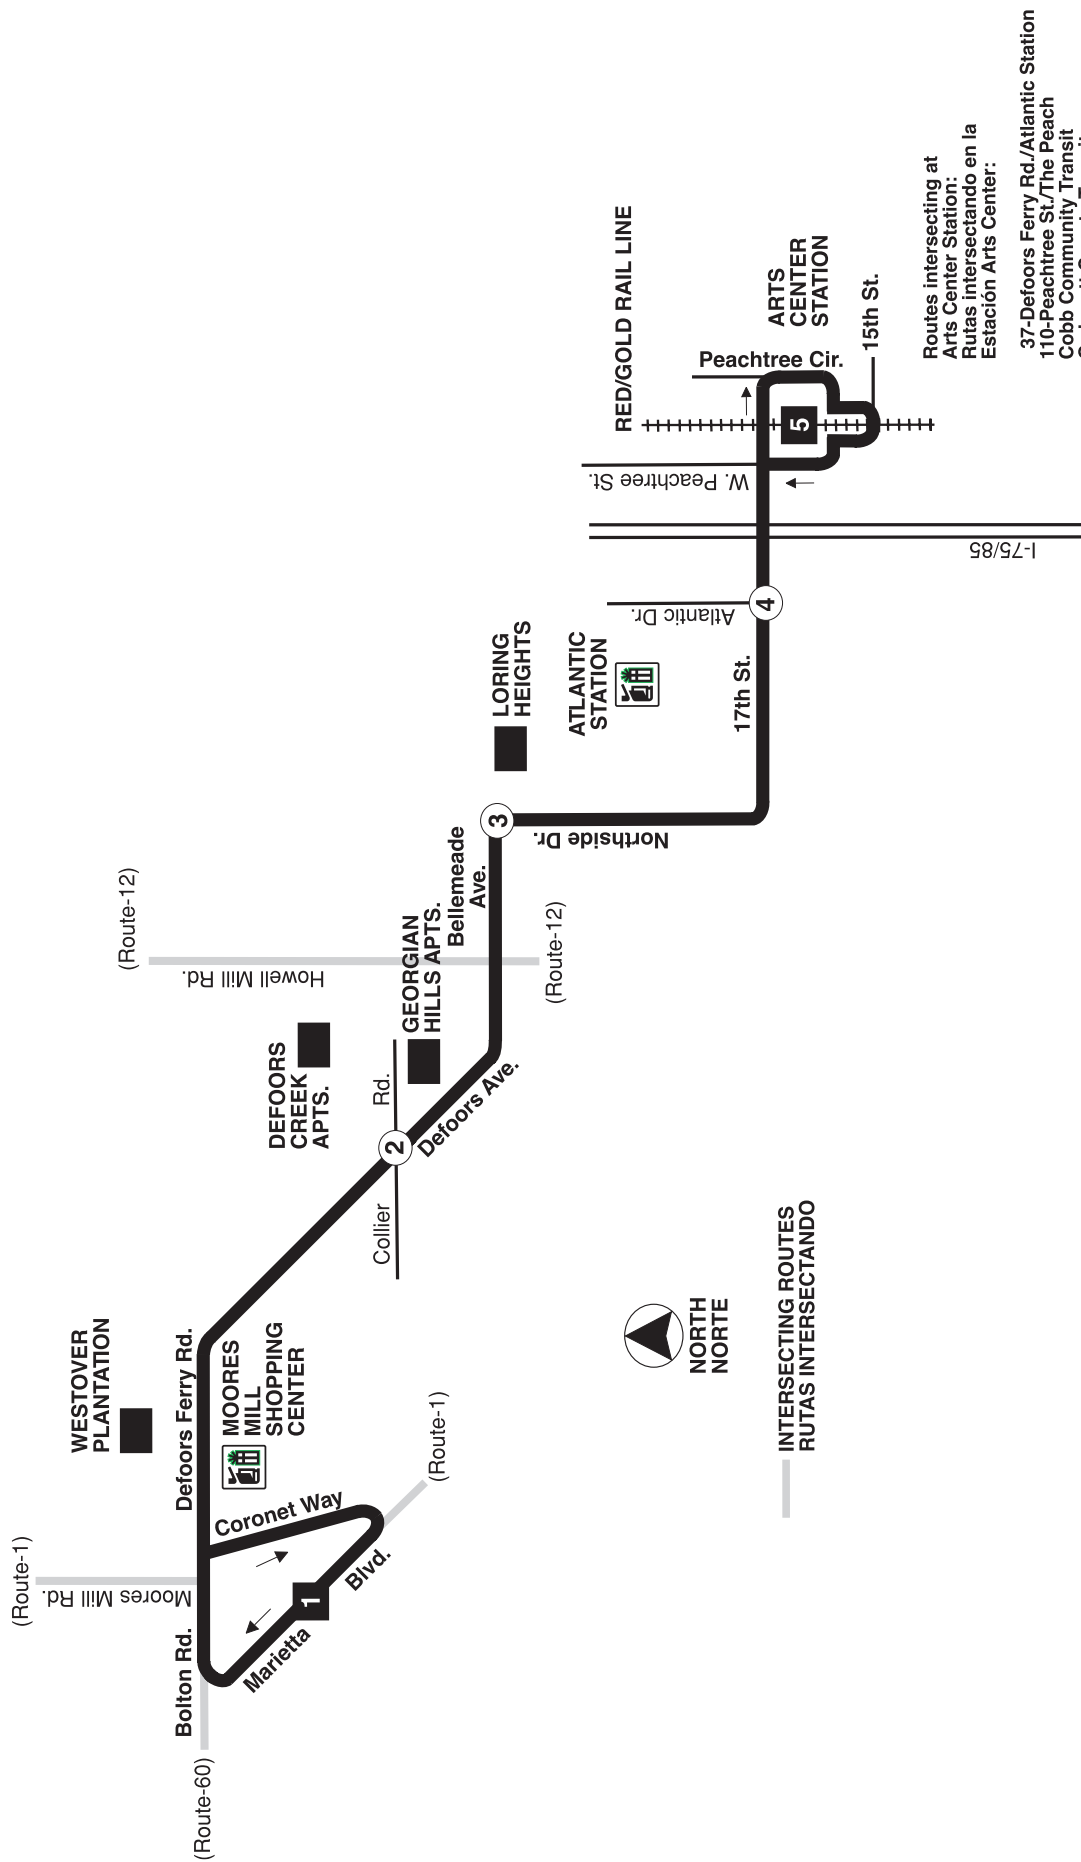 (Route-1)
Moores Mill Rd.
(Route-60)
Bolton Rd.
WESTOVER
PLANTATION
Defoors Ferry Rd.
MOORES
MILL
SHOPPING
CENTER
Coronet Way
1
Marietta
Blvd.
(Route-1)
DEFOORS
CREEK
APTS.
Collier
Rd.
2
Defoors Ave.
GEORGIAN
HILLS APTS.
(Route-12)
Howell Mill Rd.
(Route-12)
Bellemeade
Ave.
3
LORING
HEIGHTS
Northside Dr.
ATLANTIC
STATION
17th St.
Atlantic Dr.
4
I-75/85
W. Peachtree St.
RED/GOLD RAIL LINE
Peachtree Cir.
5
ARTS
CENTER
STATION
15th St.
NORTH
NORTE
INTERSECTING ROUTES
RUTAS INTERSECTANDO
Routes intersecting at
Arts Center Station:
Rutas intersectando en la
Estación Arts Center:
37-Defoors Ferry Rd./Atlantic Station
110-Peachtree St./The Peach
Cobb Community Transit